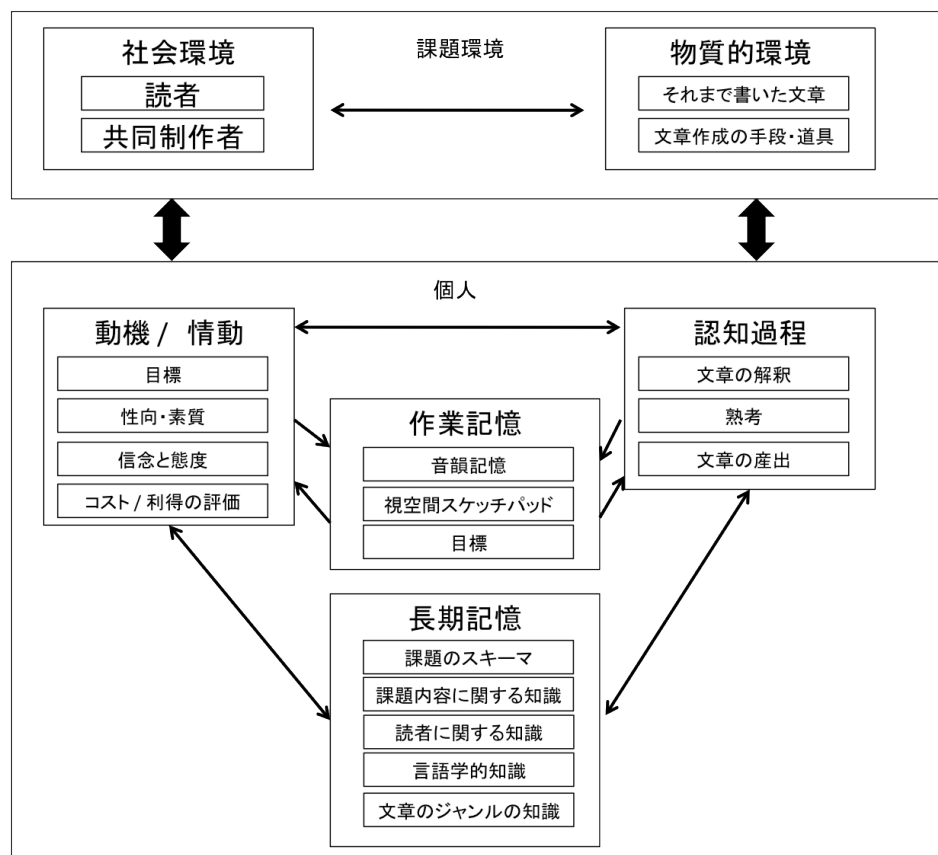 課題環境
社会環境
読者
共同制作者
物質的環境
それまで書いた文章
文章作成の手段・道具
個人
動機 / 情動
目標
性向・素質
信念と態度
コスト / 利得の評価
作業記憶
音韻記憶
視空間スケッチパッド
目標
認知過程
文章の解釈
熟考
文章の産出
長期記憶
課題のスキーマ
課題内容に関する知識
読者に関する知識
言語学的知識
文章のジャンルの知識